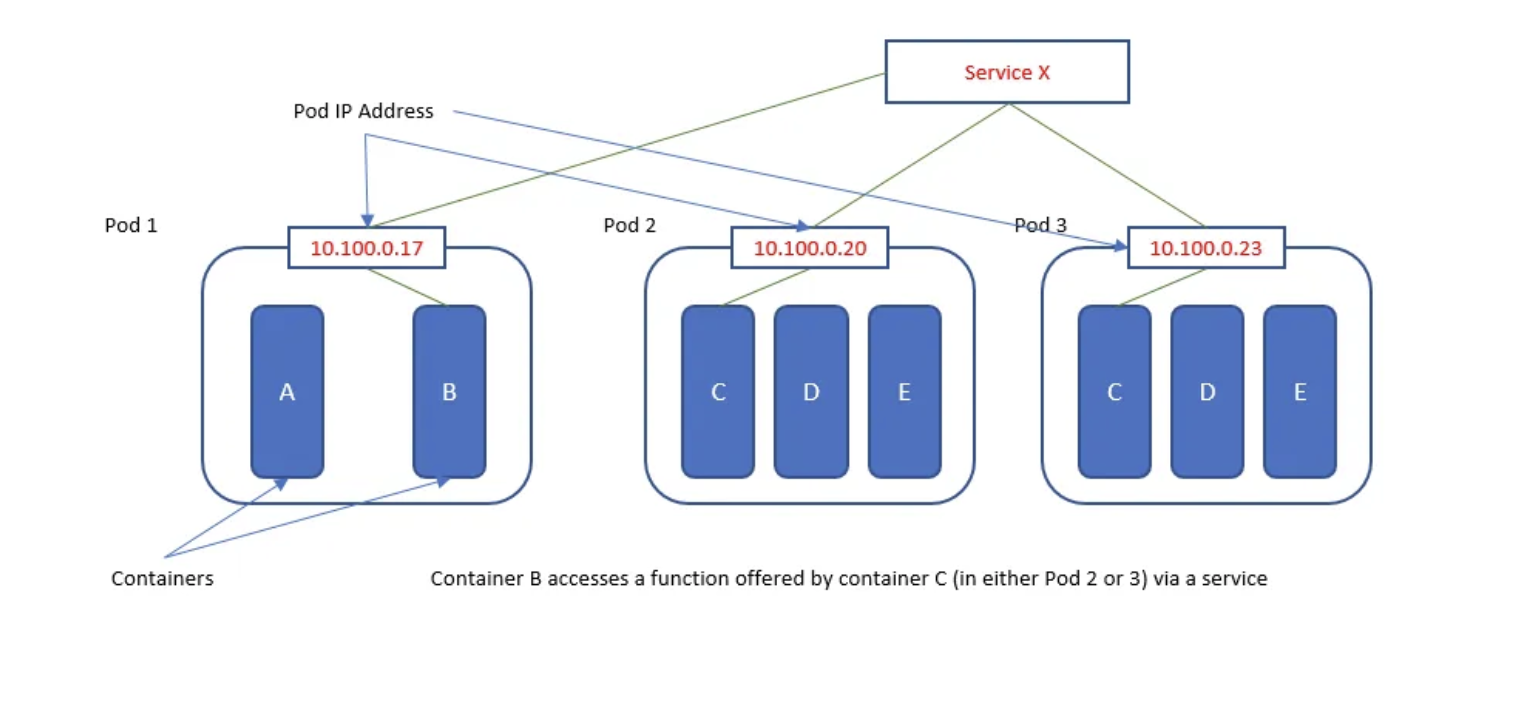 Service X
Pod IP Address
Pod 1
Pod 2
Pod 3
10.100.0.17
10.100.0.20
10.100.0.23
A
B
C
D
E
C
D
E
Containers
Container B accesses a function offered by container C (in either Pod 2 or 3) via a service